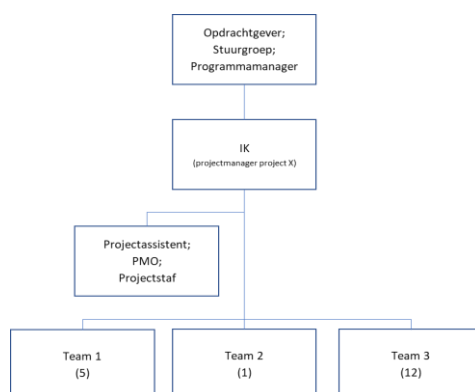 Opdrachtgever;
Stuurgroep;
Programmamanager
IK
(projectmanager project X)
Projectassistent;
PMO;
Projectstaf
Team 1
(5)
Team 2
(1)
Team 3
(12)